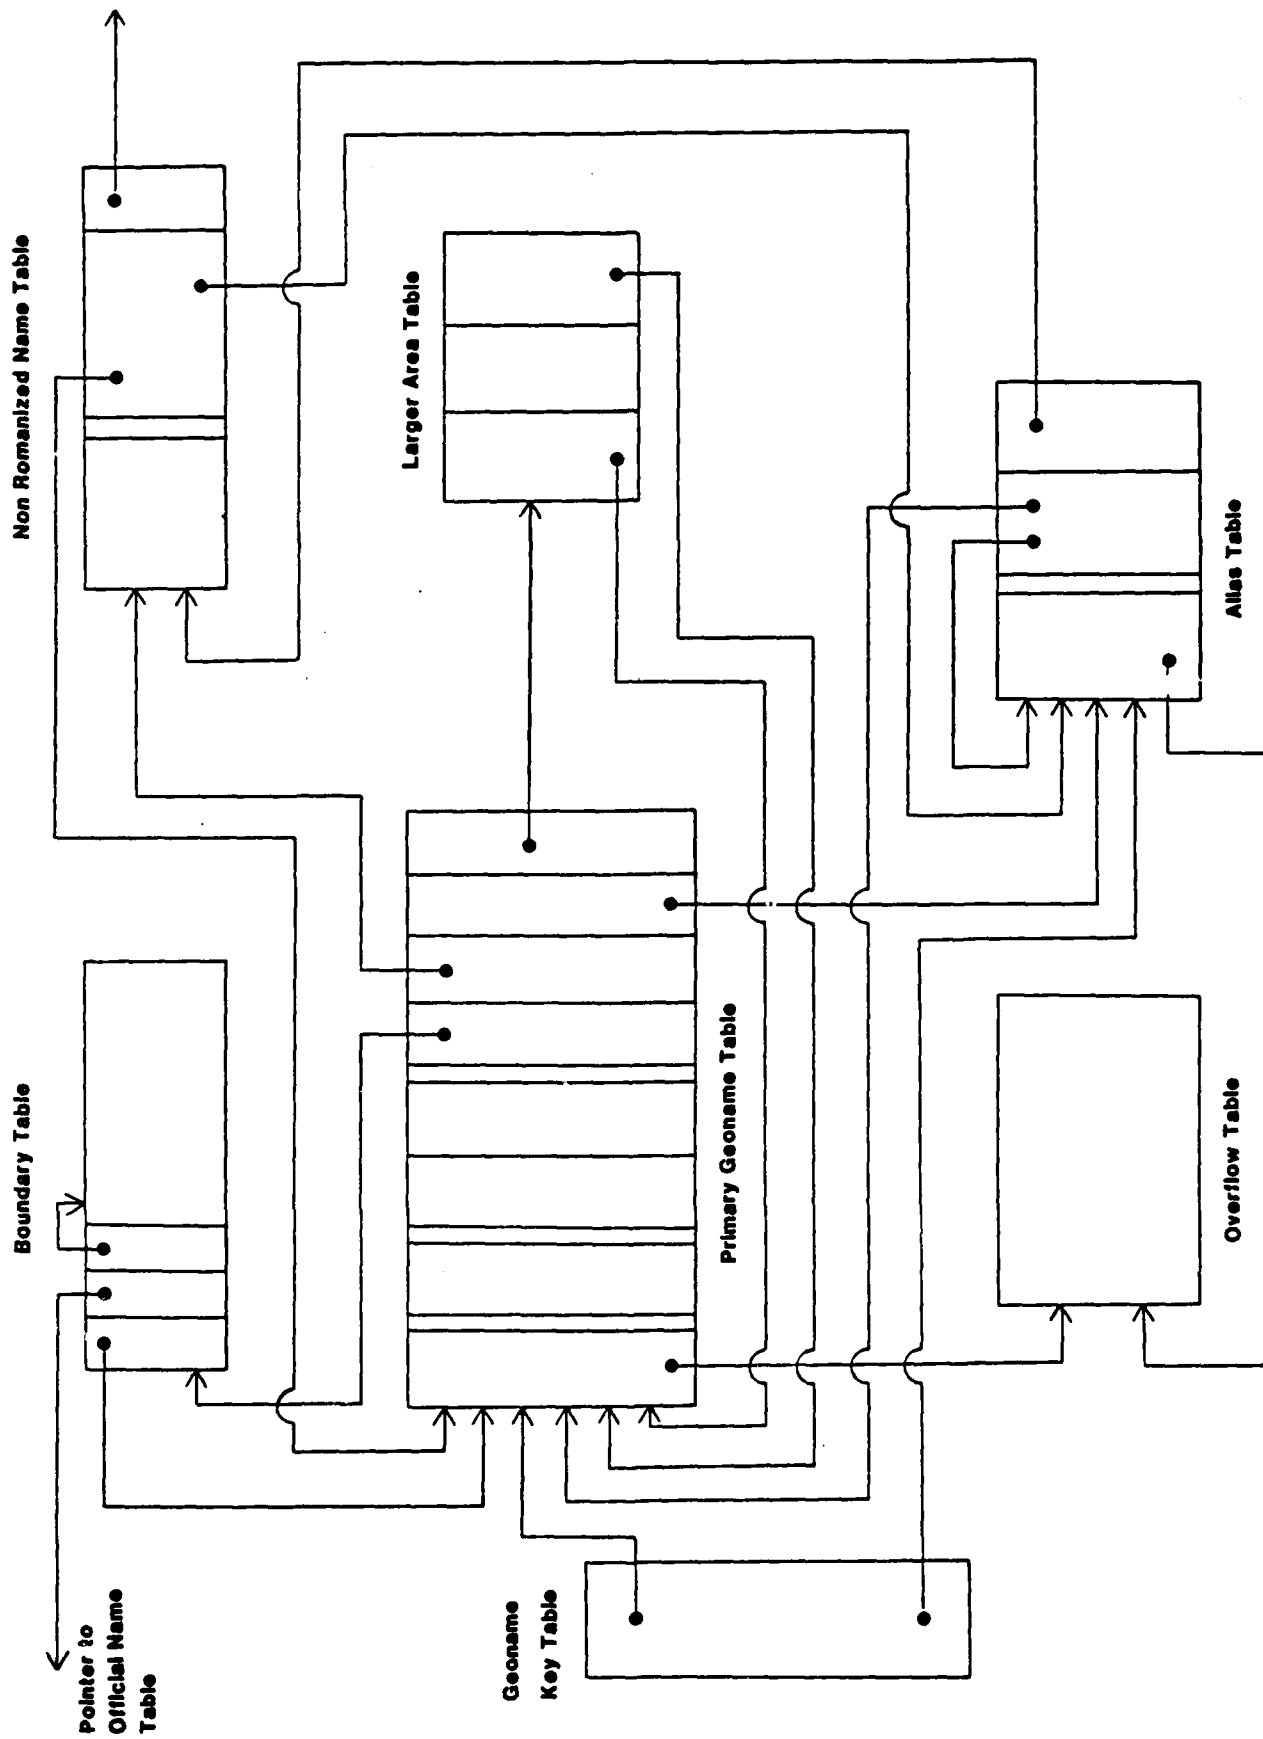 Pointer to
Official Name
Table
Boundary Table
Non Romanized Name Table
Geoname
Key Table
Larger Area Table
Primary Geoname Table
Overflow Table
Alias Table